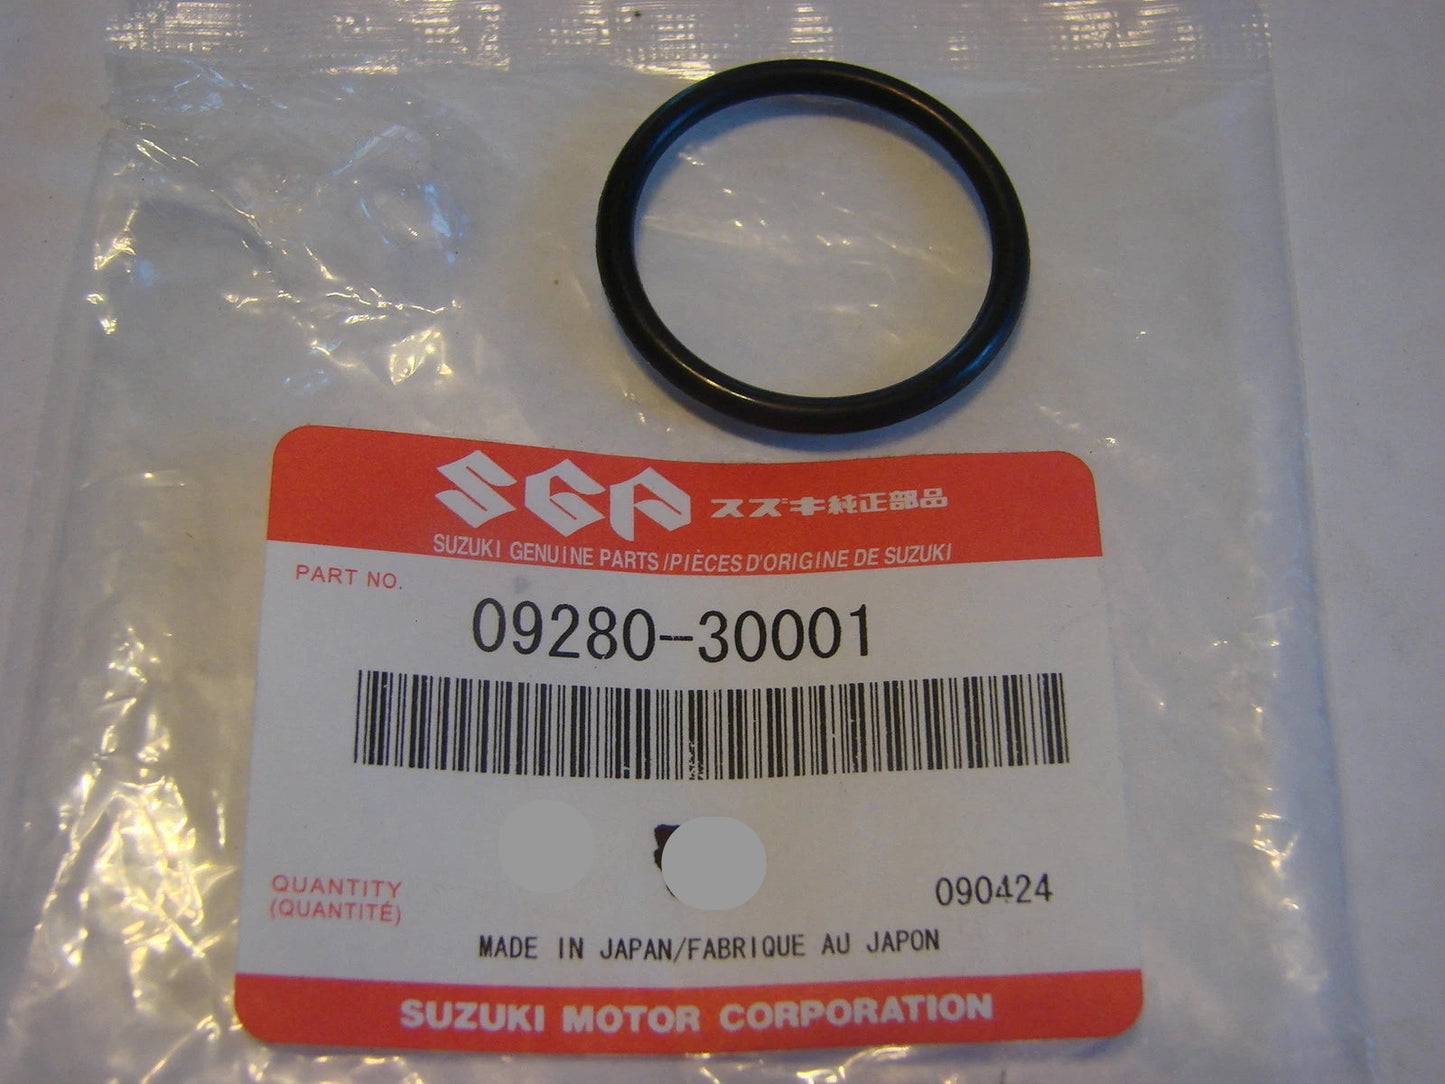 SGP スズキ純正部品
SUZUKI GENUINE PARTS/PIÈCES D'ORIGINE DE SUZUKI
PART NO.
09280-30001
QUANTITY
(QUANTITÉ)
090424
MADE IN JAPAN/FABRIQUE AU JAPON
SUZUKI MOTOR CORPORATION